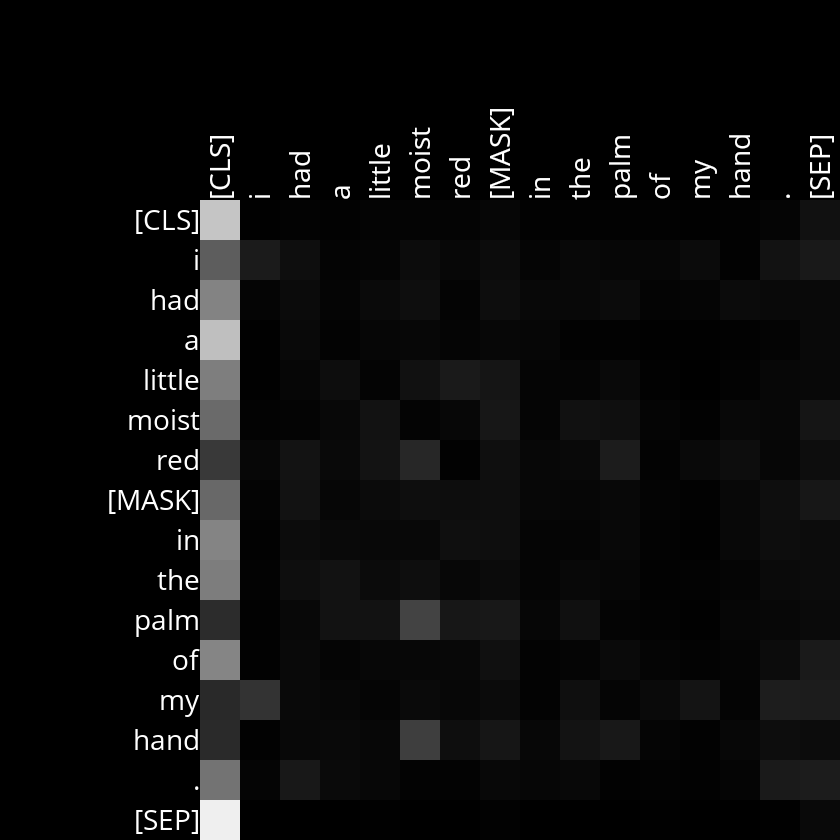 [CLS] i had a little moist red [MASK] in the palm of my hand . [SEP]
[CLS]
i
had
a
little
moist
red
[MASK]
in
the
palm
of
my
hand
.
[SEP]